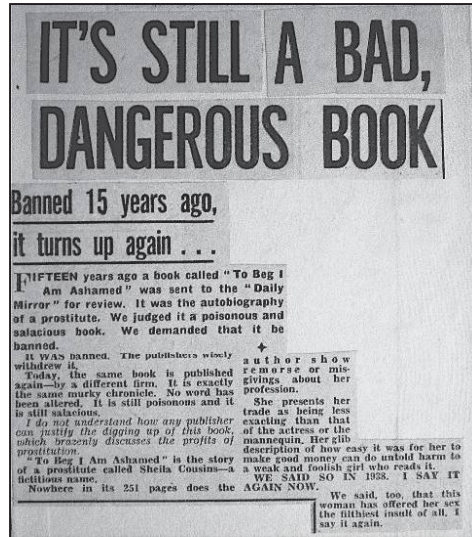 IT'S STILL A BAD,
DANGEROUS BOOK
Banned 15 years ago,
it turns up again . . .
FIFTEEN years ago a book called "To Beg I
Am Ashamed" was sent to the "Daily
Mirror" for review. It was the autobiography
of a prostitute. We judged it a poisonous and
salacious book. We demanded that it be
banned.
It WAS banned. The publishers wisely
withdrew it.
Today, the same book is published
again—by a different firm. It is exactly
the same murky chronicle. No word has
been altered. It is still poisonous and it
is still salacious.
I do not understand how any publisher
can justify the digging up of this book,
which brazenly discusses the profits of
prostitution.
"To Beg I Am Ashamed" is the story
of a prostitute called Sheila Cousins—a
fictitious name.
Nowhere in its 251 pages does the
author show
remorse or mis-
givings about her
profession.
She presents her
trade as being less
exacting than that
of the actress or the
mannequin. Her glib
description of how easy it was for her to
make good money can do untold harm to
a weak and foolish girl who reads it.
WE SAID SO IN 1938. I SAY IT
AGAIN NOW.
We said, too, that this
woman has offered her sex
the filthiest insult of all. I
say it again.